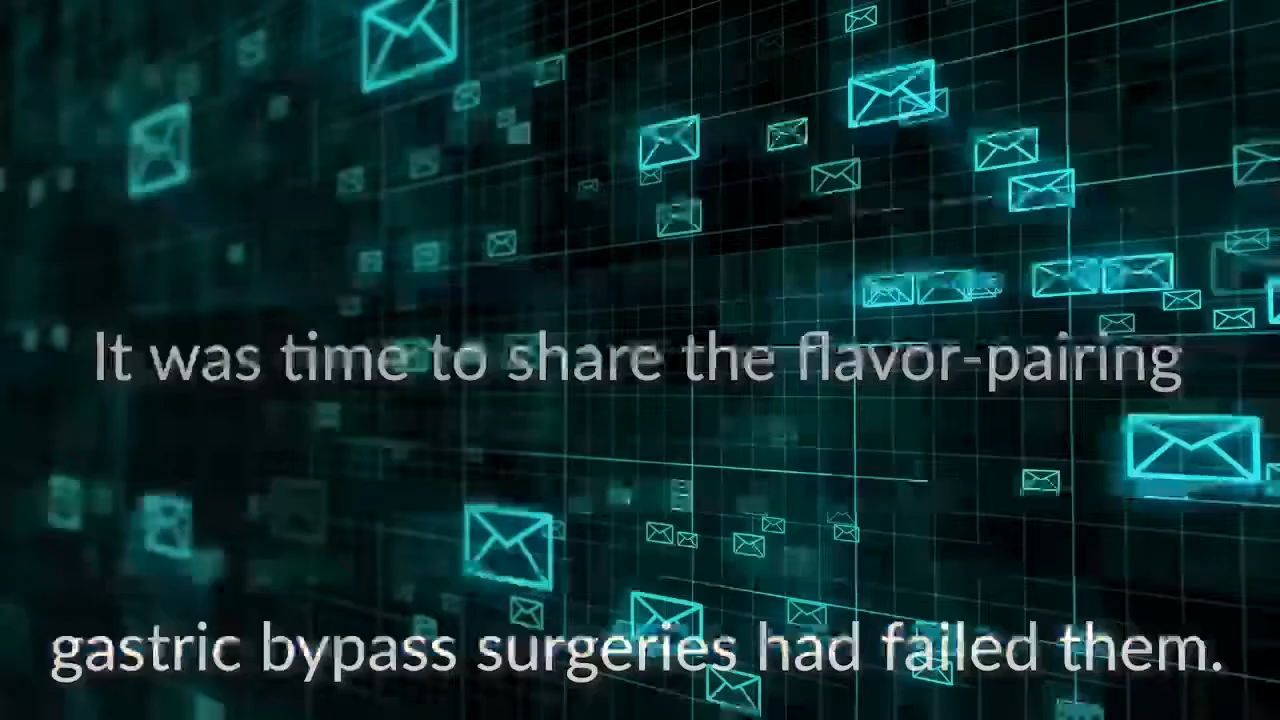 It was time to share the flavor-pairing
gastric bypass surgeries had failed them.